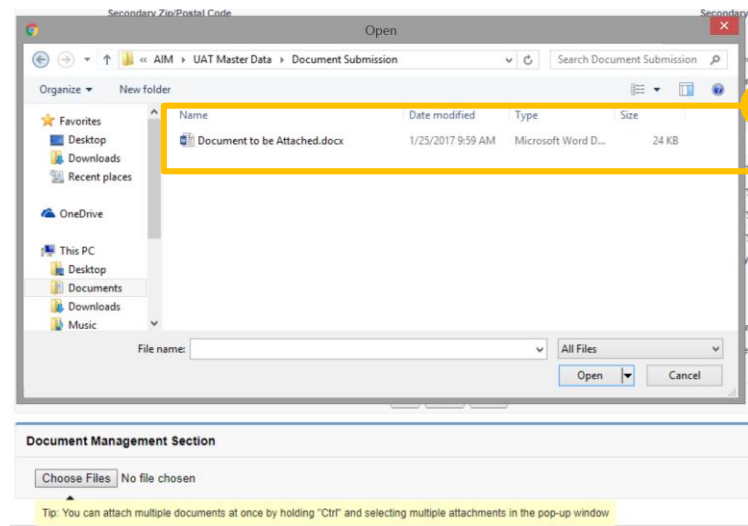 Secondary Zip/Postal Code Secondary
Open
« AIM › UAT Master Data › Document Submission Search Document Submission
Organize New folder
Name Date modified Type Size
Document to be Attached.docx 1/25/2017 9:59 AM Microsoft Word D... 24 KB
Favorites
Desktop
Downloads
Recent places
OneDrive
This PC
Desktop
Documents
Downloads
Music
File name: All Files
Open Cancel
Document Management Section
Choose Files No file chosen
Tip: You can attach multiple documents at once by holding "Ctrl" and selecting multiple attachments in the pop-up window